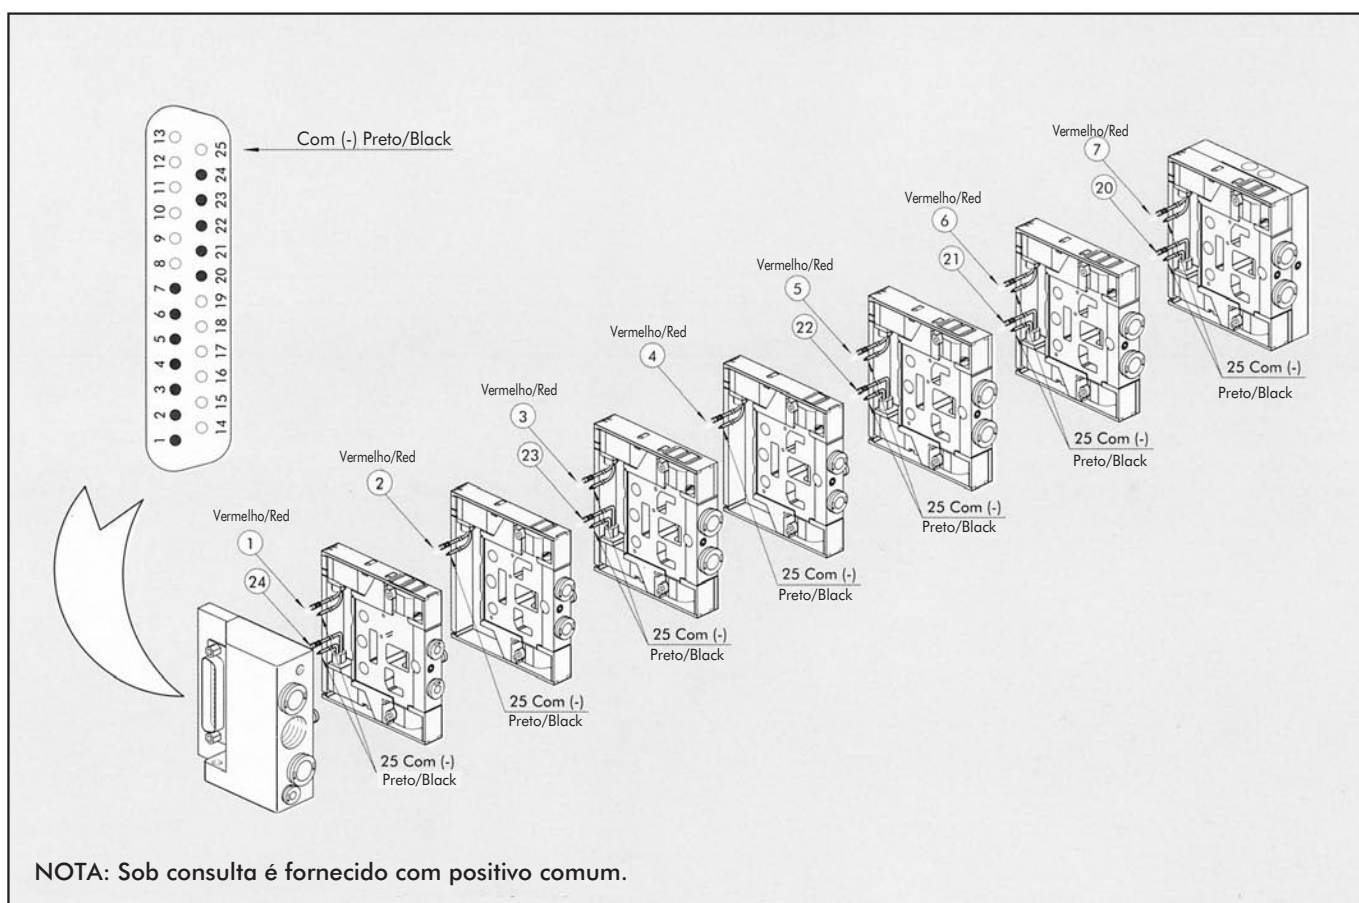 Com (-) Preto/Black
13
12
11
10
9
8
7
6
5
4
3
2
1
25
24
23
22
21
20
19
18
17
16
15
14
Vermelho/Red
1
24
25 Com (-)
Preto/Black
Vermelho/Red
2
25 Com (-)
Preto/Black
Vermelho/Red
3
23
25 Com (-)
Preto/Black
Vermelho/Red
4
25 Com (-)
Preto/Black
Vermelho/Red
5
22
25 Com (-)
Preto/Black
Vermelho/Red
6
21
25 Com (-)
Preto/Black
Vermelho/Red
7
20
25 Com (-)
Preto/Black
NOTA: Sob consulta é fornecido com positivo comum.